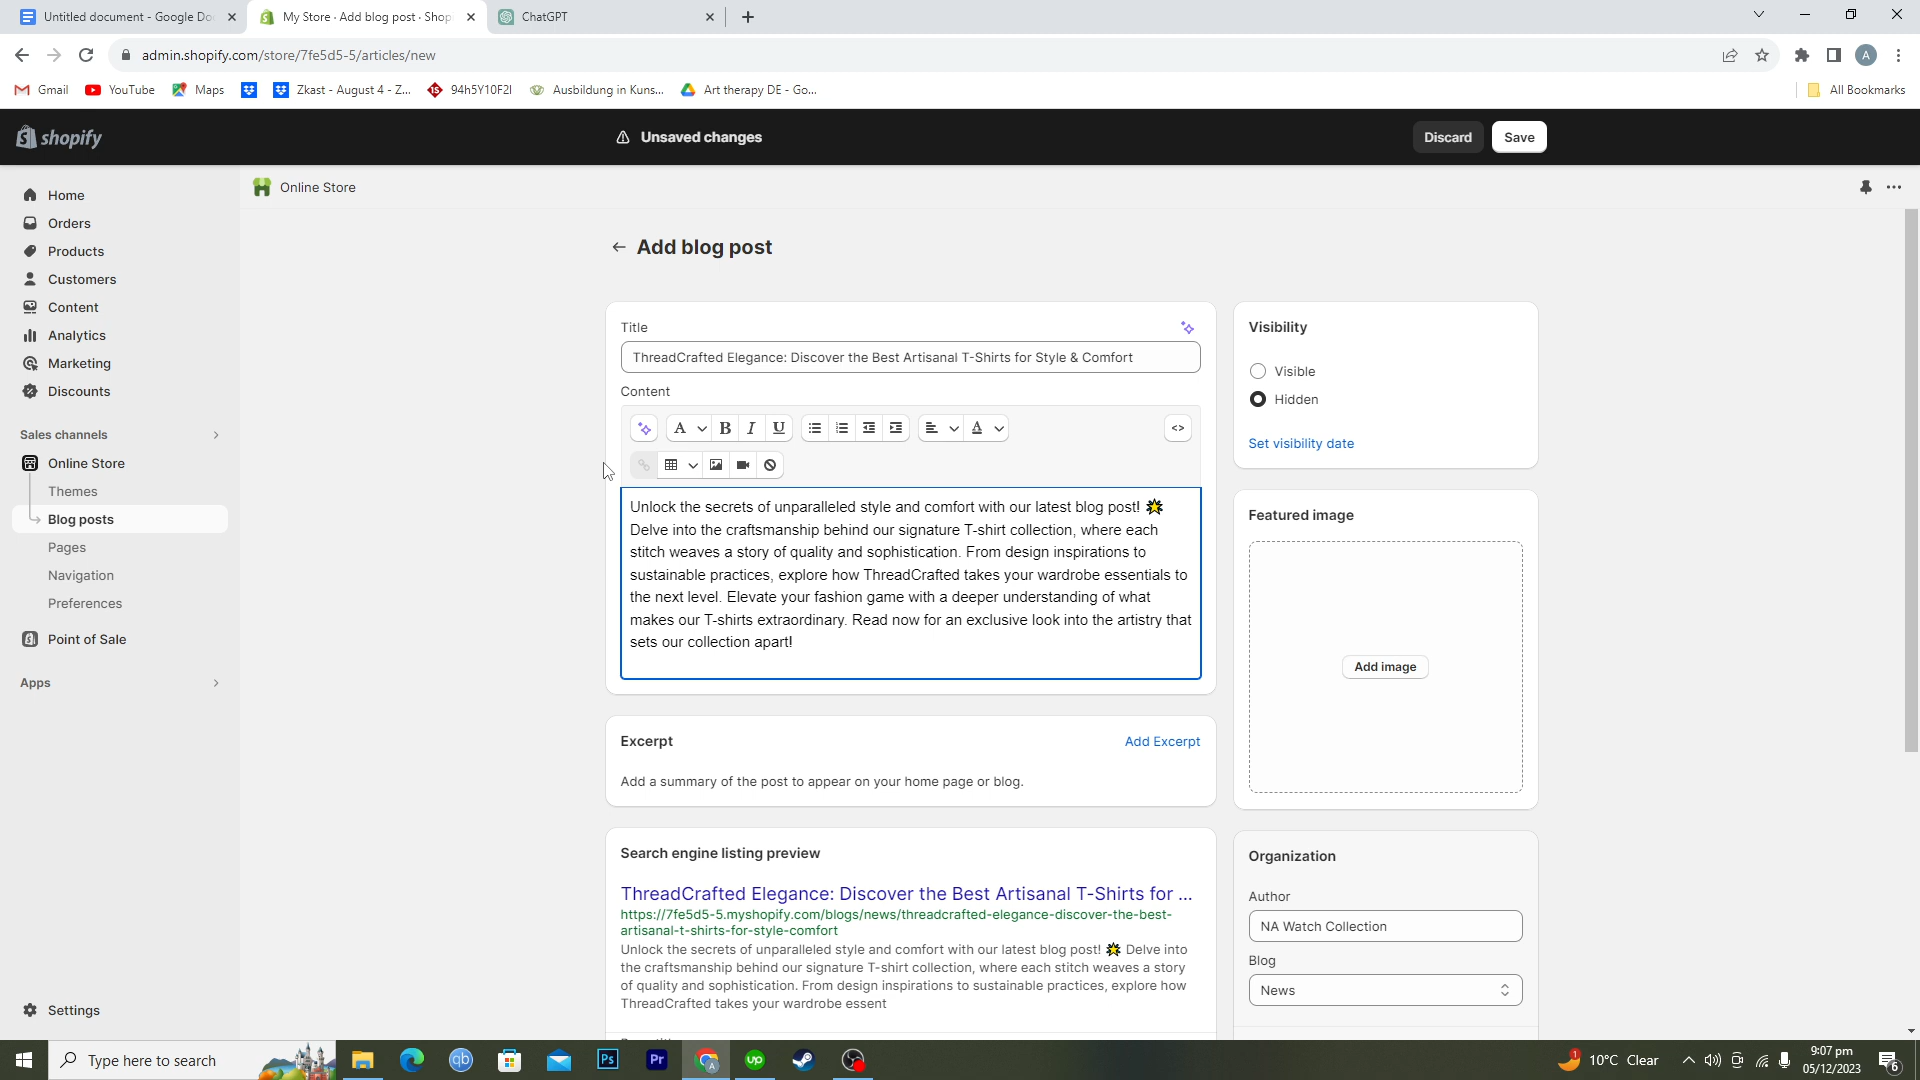 Untitled document - Google Do
My Store · Add blog post · Shop
ChatGPT
admin.shopify.com/store/7fe5d5-5/articles/new
A
Gmail
YouTube
Maps
Zkast - August 4 - Z...
94h5Y10F2l
Ausbildung in Kuns...
Art therapy DE - Go...
All Bookmarks
shopify
Unsaved changes
Discard
Save
Home
Orders
Products
Customers
Content
Analytics
Marketing
Discounts
Sales channels
Online Store
Themes
Blog posts
Pages
Navigation
Preferences
Point of Sale
Apps
Settings
Online Store
Add blog post
Title
ThreadCrafted Elegance: Discover the Best Artisanal T-Shirts for Style & Comfort
Content
A B I U A <>
Unlock the secrets of unparalleled style and comfort with our latest blog post! 🌟
Delve into the craftsmanship behind our signature T-shirt collection, where each
stitch weaves a story of quality and sophistication. From design inspirations to
sustainable practices, explore how ThreadCrafted takes your wardrobe essentials to
the next level. Elevate your fashion game with a deeper understanding of what
makes our T-shirts extraordinary. Read now for an exclusive look into the artistry that
sets our collection apart!
Excerpt
Add Excerpt
Add a summary of the post to appear on your home page or blog.
Search engine listing preview
ThreadCrafted Elegance: Discover the Best Artisanal T-Shirts for ...
https://7fe5d5-5.myshopify.com/blogs/news/threadcrafted-elegance-discover-the-best-
artisanal-t-shirts-for-style-comfort
Unlock the secrets of unparalleled style and comfort with our latest blog post! 🌟 Delve into
the craftsmanship behind our signature T-shirt collection, where each stitch weaves a story
of quality and sophistication. From design inspirations to sustainable practices, explore how
ThreadCrafted takes your wardrobe essent
Visibility
Visible
Hidden
Set visibility date
Featured image
Add image
Organization
Author
NA Watch Collection
Blog
News
Type here to search
qb
Ps
Pr
up
1
10°C Clear
9:07 pm
05/12/2023
6